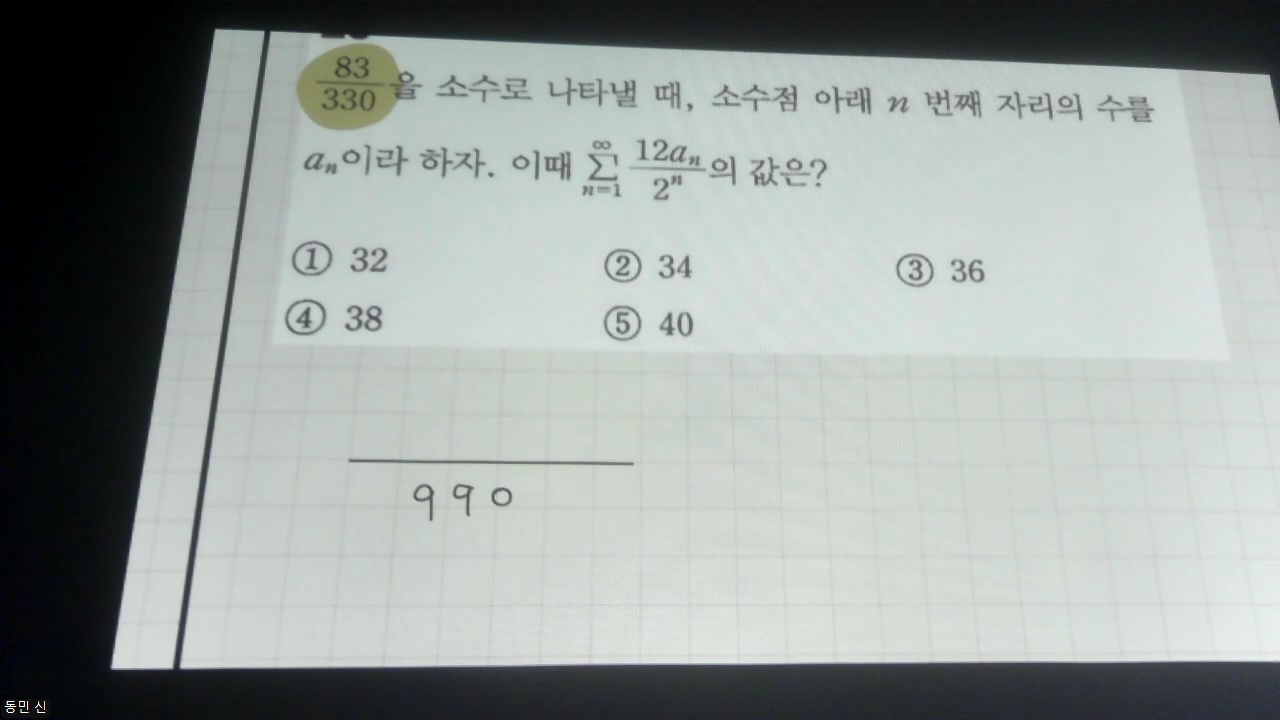 83/330 을 소수로 나타낼 때, 소수점 아래 n 번째 자리의 수를
aₙ이라 하자. 이때 ∑_{n=1}^{∞} 12aₙ/2ⁿ 의 값은?
① 32 ② 34 ③ 36
④ 38 ⑤ 40
990
동민 신